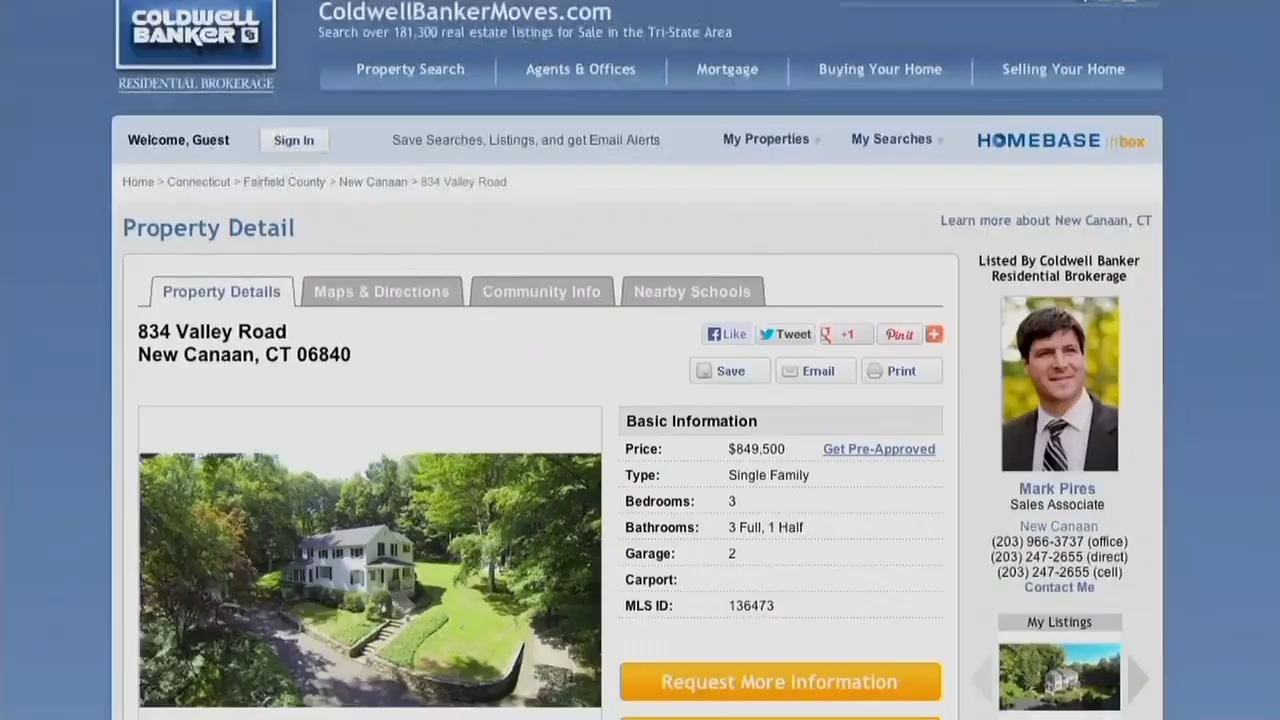 COLDWELL
BANKER
RESIDENTIAL BROKERAGE
ColdwellBankerMoves.com
Search over 181,300 real estate listings for Sale in the Tri-State Area
Property Search
Agents & Offices
Mortgage
Buying Your Home
Selling Your Home
Welcome, Guest
Sign In
Save Searches, Listings, and get Email Alerts
My Properties
My Searches
HOMEBASE inbox
Home > Connecticut > Fairfield County > New Canaan > 834 Valley Road
Property Detail
Learn more about New Canaan, CT
Property Details
Maps & Directions
Community Info
Nearby Schools
834 Valley Road
New Canaan, CT 06840
Like
Tweet
+1
Pin it
Save
Email
Print
Basic Information
Price: $849,500 Get Pre-Approved
Type: Single Family
Bedrooms: 3
Bathrooms: 3 Full, 1 Half
Garage: 2
Carport:
MLS ID: 136473
Request More Information
Listed By Coldwell Banker
Residential Brokerage
Mark Pires
Sales Associate
New Canaan
(203) 966-3737 (office)
(203) 247-2655 (direct)
(203) 247-2655 (cell)
Contact Me
My Listings